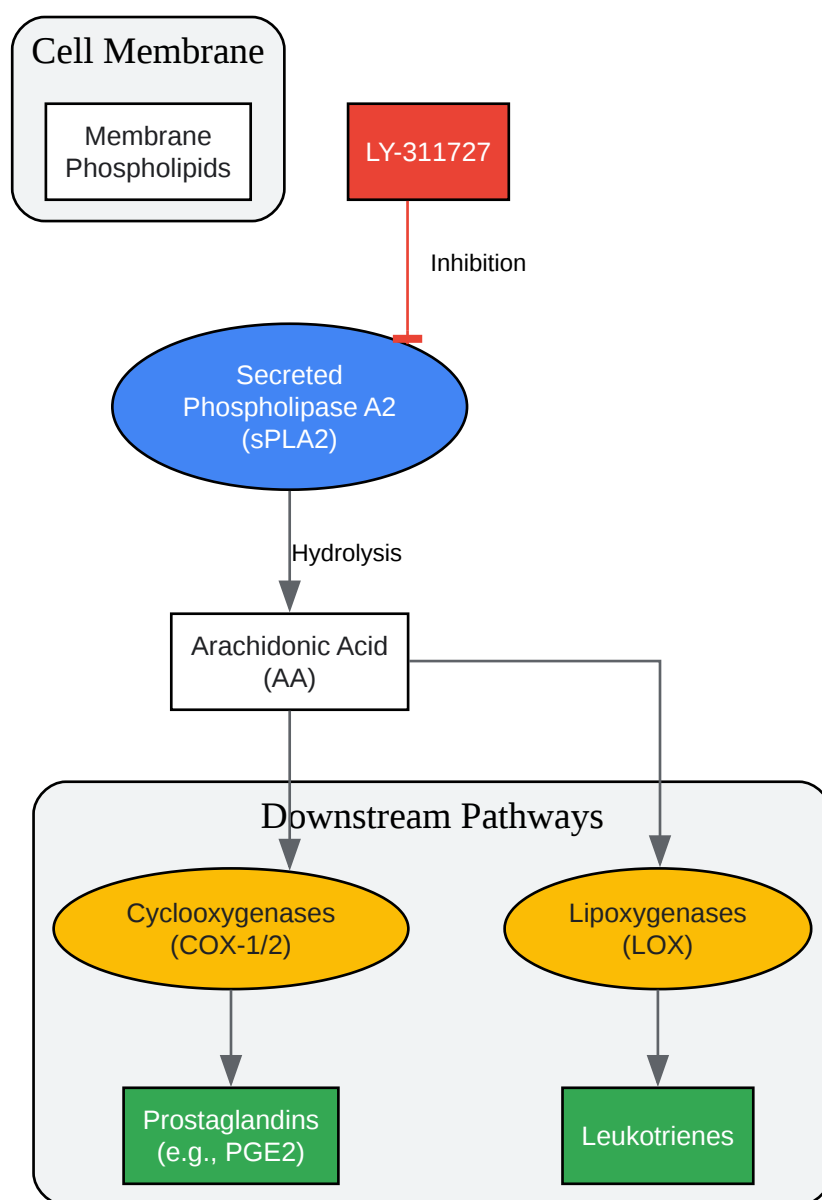 Cell Membrane
Membrane
Phospholipids
LY-311727
Inhibition
Secreted
Phospholipase A2
(sPLA2)
Hydrolysis
Arachidonic Acid
(AA)
Downstream Pathways
Cyclooxygenases
(COX-1/2)
Lipoxygenases
(LOX)
Prostaglandins
(e.g., PGE2)
Leukotrienes